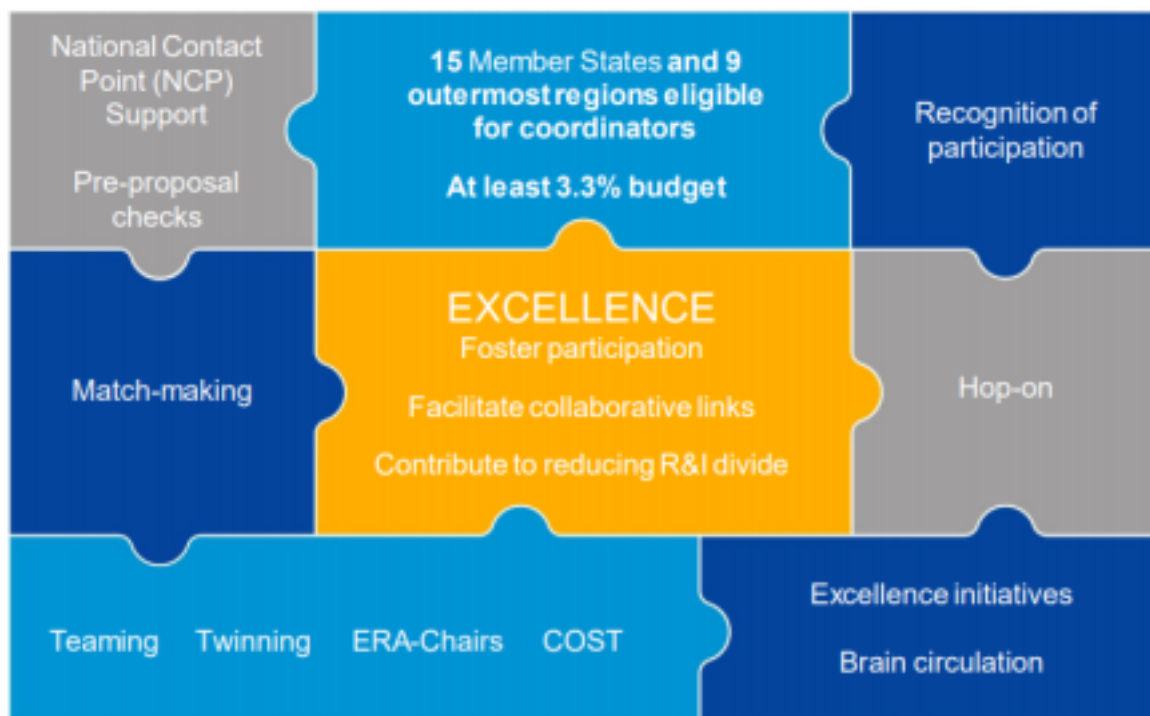 National Contact
Point (NCP)
Support
Pre-proposal
checks
15 Member States and 9
outermost regions eligible
for coordinators
At least 3.3% budget
Recognition of
participation
Match-making
EXCELLENCE
Foster participation
Facilitate collaborative links
Contribute to reducing R&I divide
Hop-on
Teaming Twinning ERA-Chairs COST
Excellence initiatives
Brain circulation